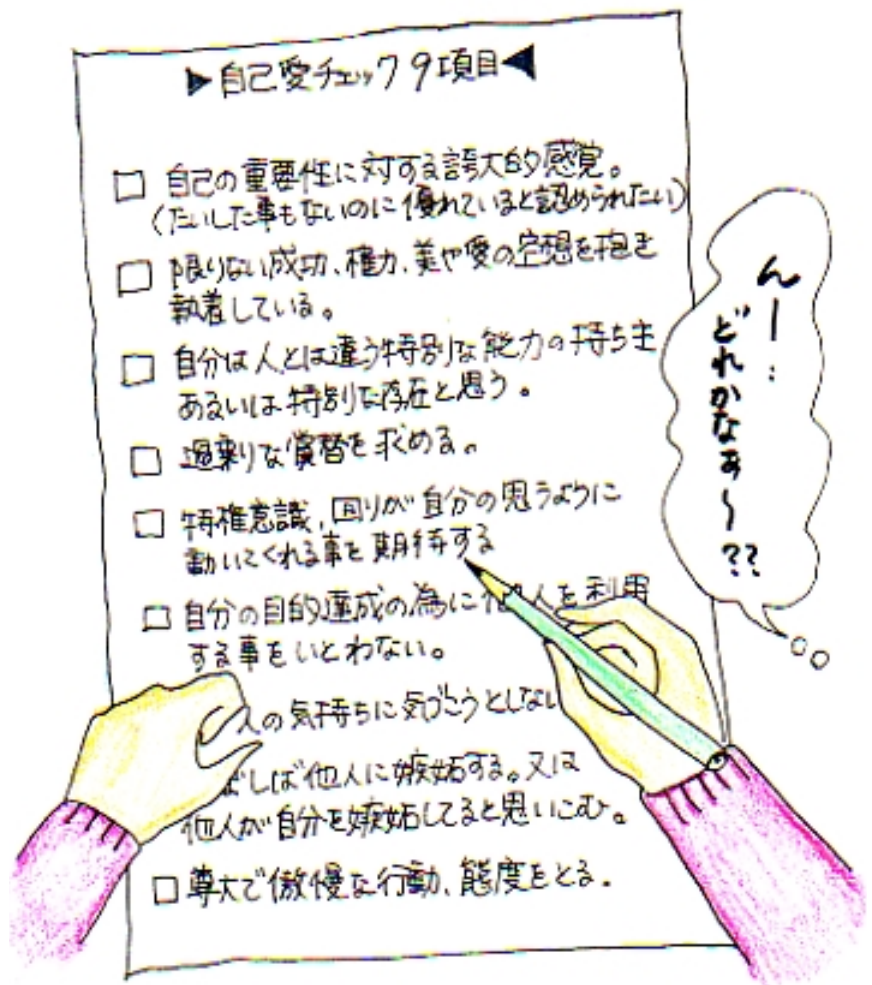 ▶自己愛チェック9項目◀
□ 自己の重要性に対する誇大的感覚。
(たいした事もないのに優れていると認められたい)
□ 限りない成功、権力、美や愛の空想を抱き
執着している。
□ 自分は人とは違う特別な能力の持ち主
あるいは特別な存在と思う。
□ 過剰な賞替を求める。
□ 特権意識、回りが自分の思うように
動いてくれる事を期待する
□ 自分の目的達成の為に他人を利用
する事をいとわない。
人の気持ちに気づこうとしない
ばしば他人に嫉妬する。又は
他人が自分を嫉妬してると思いこむ。
□ 尊大で傲慢な行動、態度をとる。
んー‥
どれかなぁ〜??